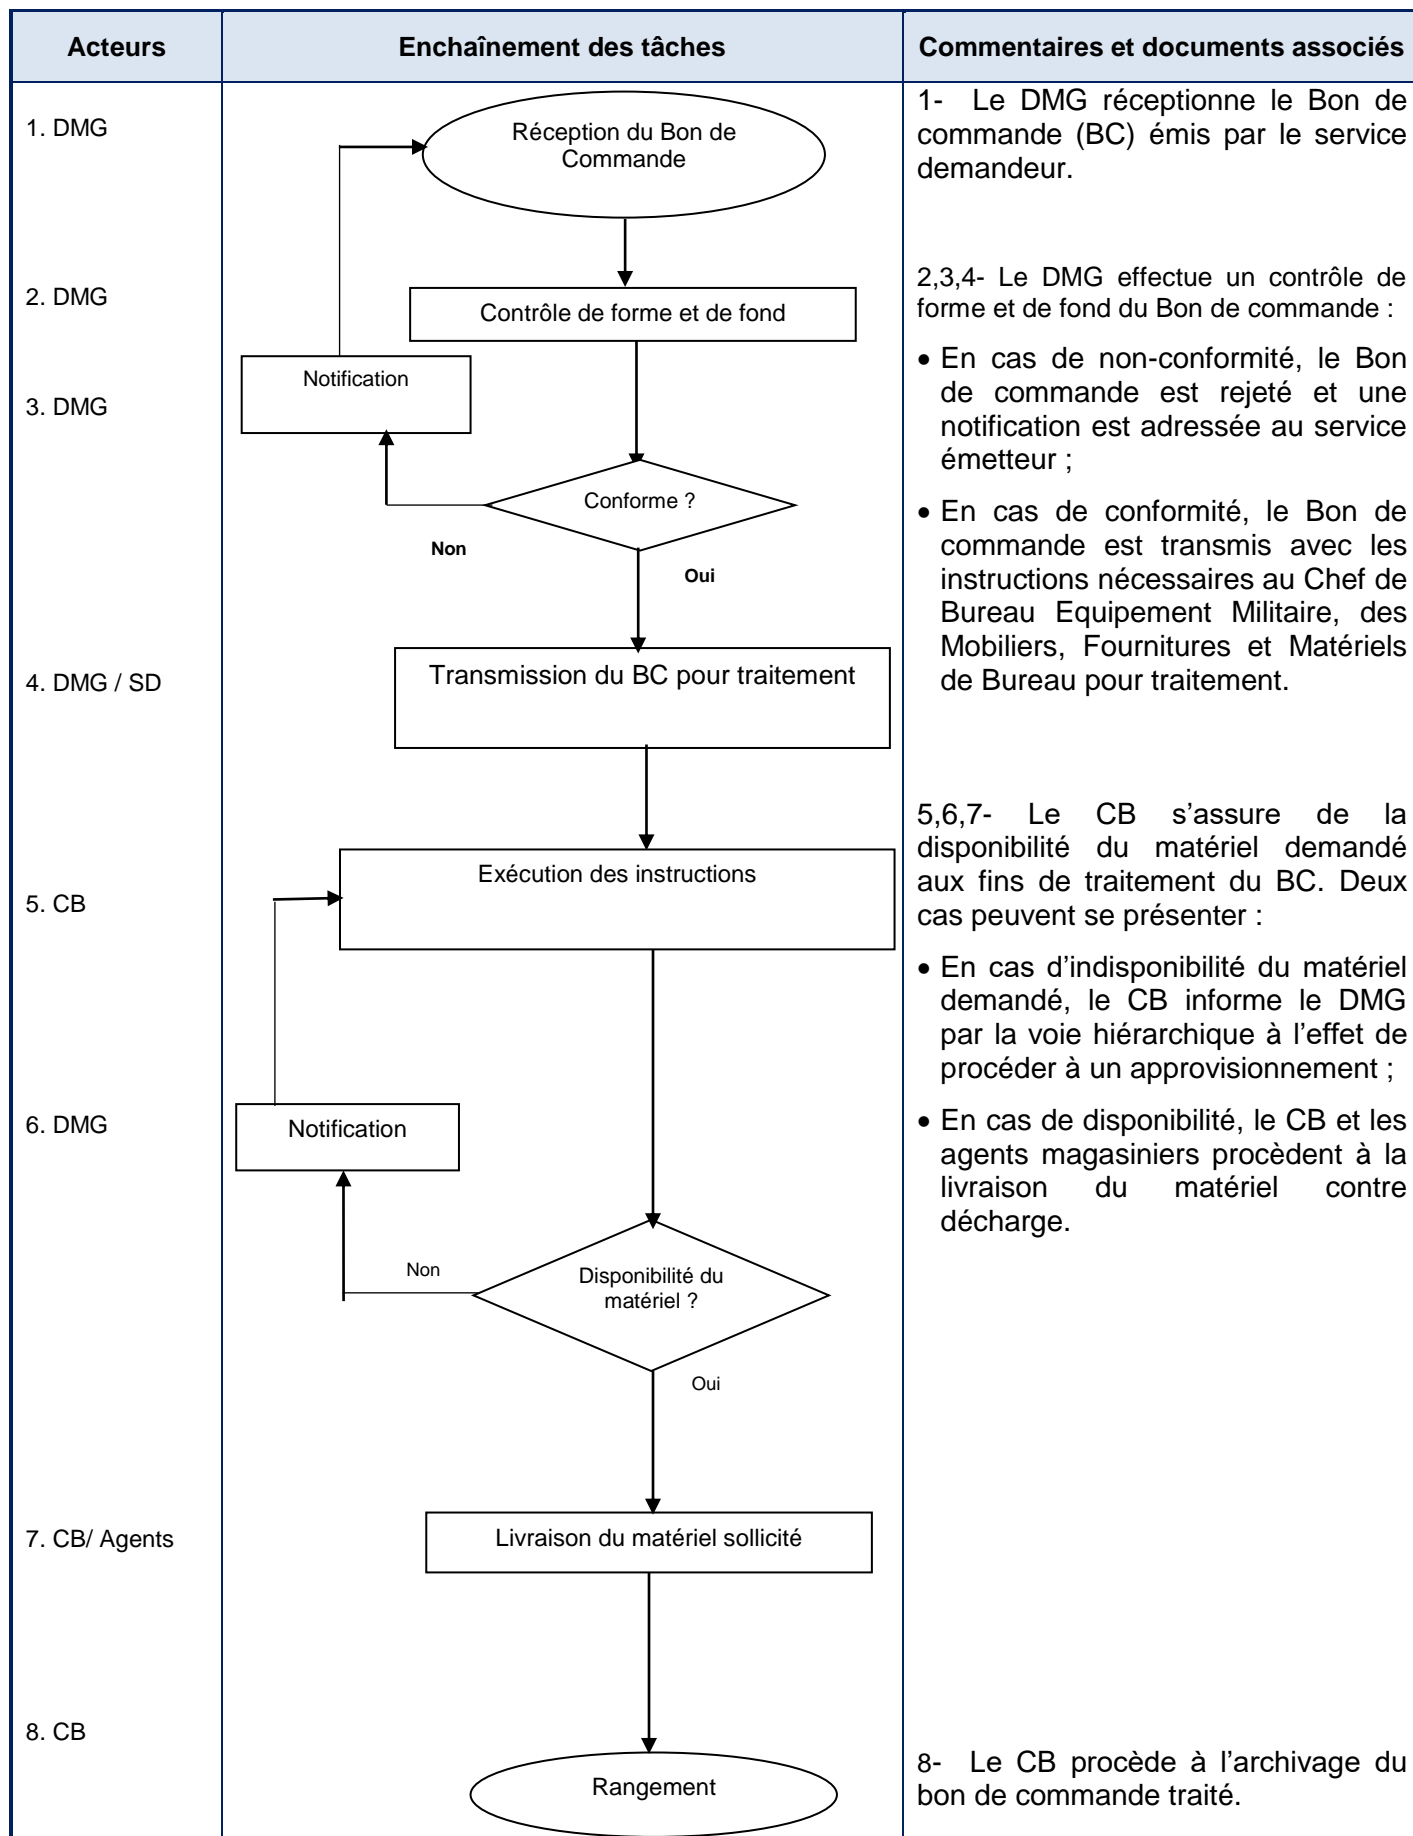 Acteurs
Enchaînement des tâches
Commentaires et documents associés
1. DMG
Réception du Bon de
Commande
1- Le DMG réceptionne le Bon de
commande (BC) émis par le service
demandeur.
2. DMG
Contrôle de forme et de fond
2,3,4- Le DMG effectue un contrôle de
forme et de fond du Bon de commande :
Notification
3. DMG
• En cas de non-conformité, le Bon
de commande est rejeté et une
notification est adressée au service
émetteur ;
Conforme ?
Non
Oui
• En cas de conformité, le Bon de
commande est transmis avec les
instructions nécessaires au Chef de
Bureau Equipement Militaire, des
Mobiliers, Fournitures et Matériels
de Bureau pour traitement.
4. DMG / SD
Transmission du BC pour traitement
5. CB
Exécution des instructions
5,6,7- Le CB s’assure de la
disponibilité du matériel demandé
aux fins de traitement du BC. Deux
cas peuvent se présenter :
• En cas d’indisponibilité du matériel
demandé, le CB informe le DMG
par la voie hiérarchique à l’effet de
procéder à un approvisionnement ;
6. DMG
Notification
• En cas de disponibilité, le CB et les
agents magasiniers procèdent à la
livraison du matériel contre
décharge.
Non
Disponibilité du
matériel ?
Oui
7. CB/ Agents
Livraison du matériel sollicité
8. CB
Rangement
8- Le CB procède à l’archivage du
bon de commande traité.